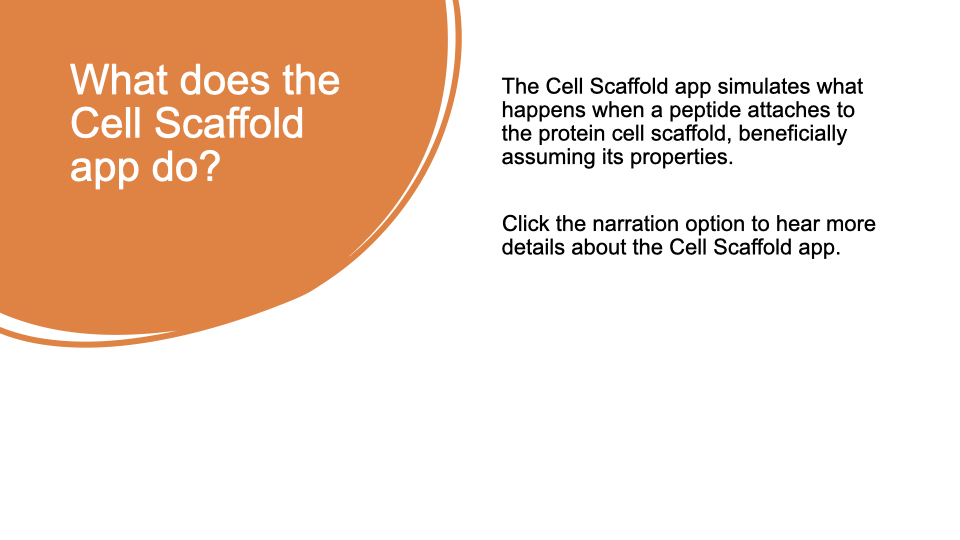 What does the
Cell Scaffold
app do?
The Cell Scaffold app simulates what
happens when a peptide attaches to
the protein cell scaffold, beneficially
assuming its properties.
Click the narration option to hear more
details about the Cell Scaffold app.